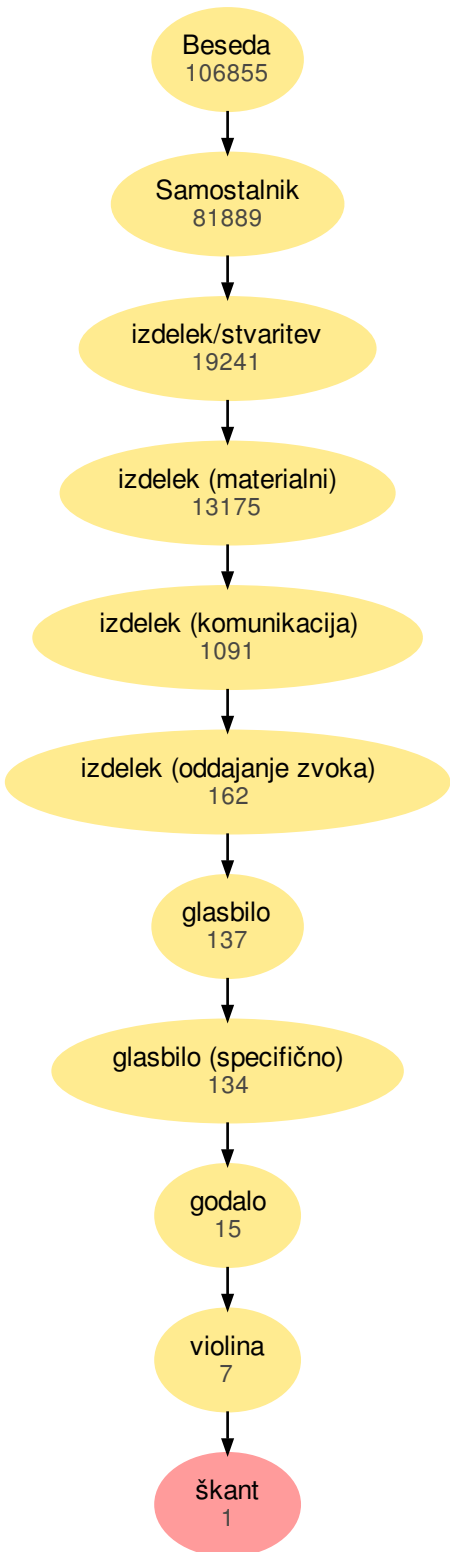 Beseda
106855
Samostalnik
81889
izdelek/stvaritev
19241
izdelek (materialni)
13175
izdelek (komunikacija)
1091
izdelek (oddajanje zvoka)
162
glasbilo
137
glasbilo (specifično)
134
godalo
15
violina
7
škant
1